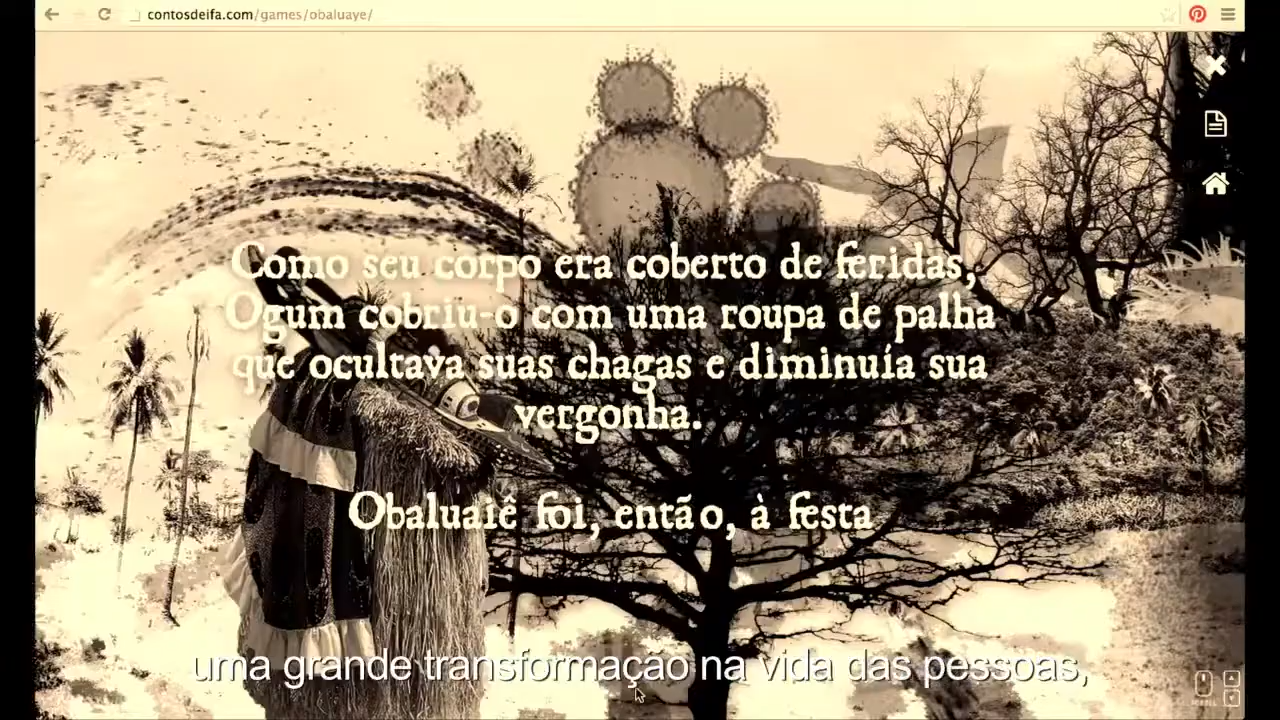 contosdeifa.com/games/obaluaye/
Como seu corpo era coberto de feridas,
Ogum cobriu-o com uma roupa de palha
que ocultava suas chagas e diminuía sua
vergonha.
Obaluaiê foi, então, à festa
uma grande transformação na vida das pessoas,
SCROLL